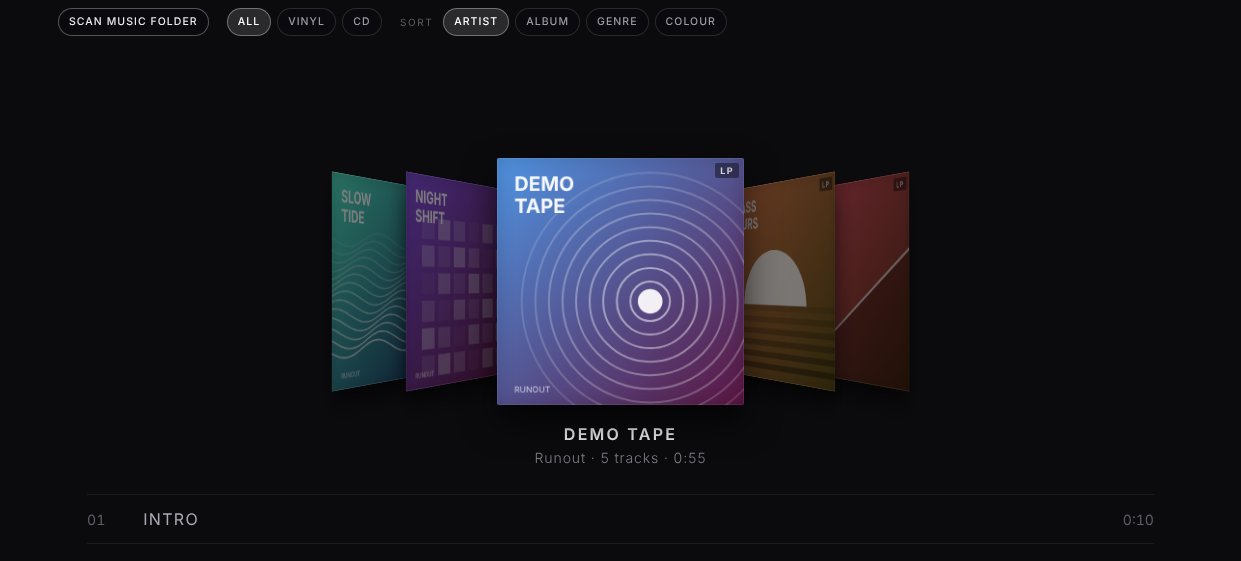 SCAN MUSIC FOLDER ALL VINYL CD SORT ARTIST ALBUM GENRE COLOUR
SLOW
TIDE
RUNOUT
NIGHT
SHIFT
RUNOUT
DEMO
TAPE
LP
RUNOUT
LP
LP
DEMO TAPE
Runout · 5 tracks · 0:55
01 INTRO 0:10